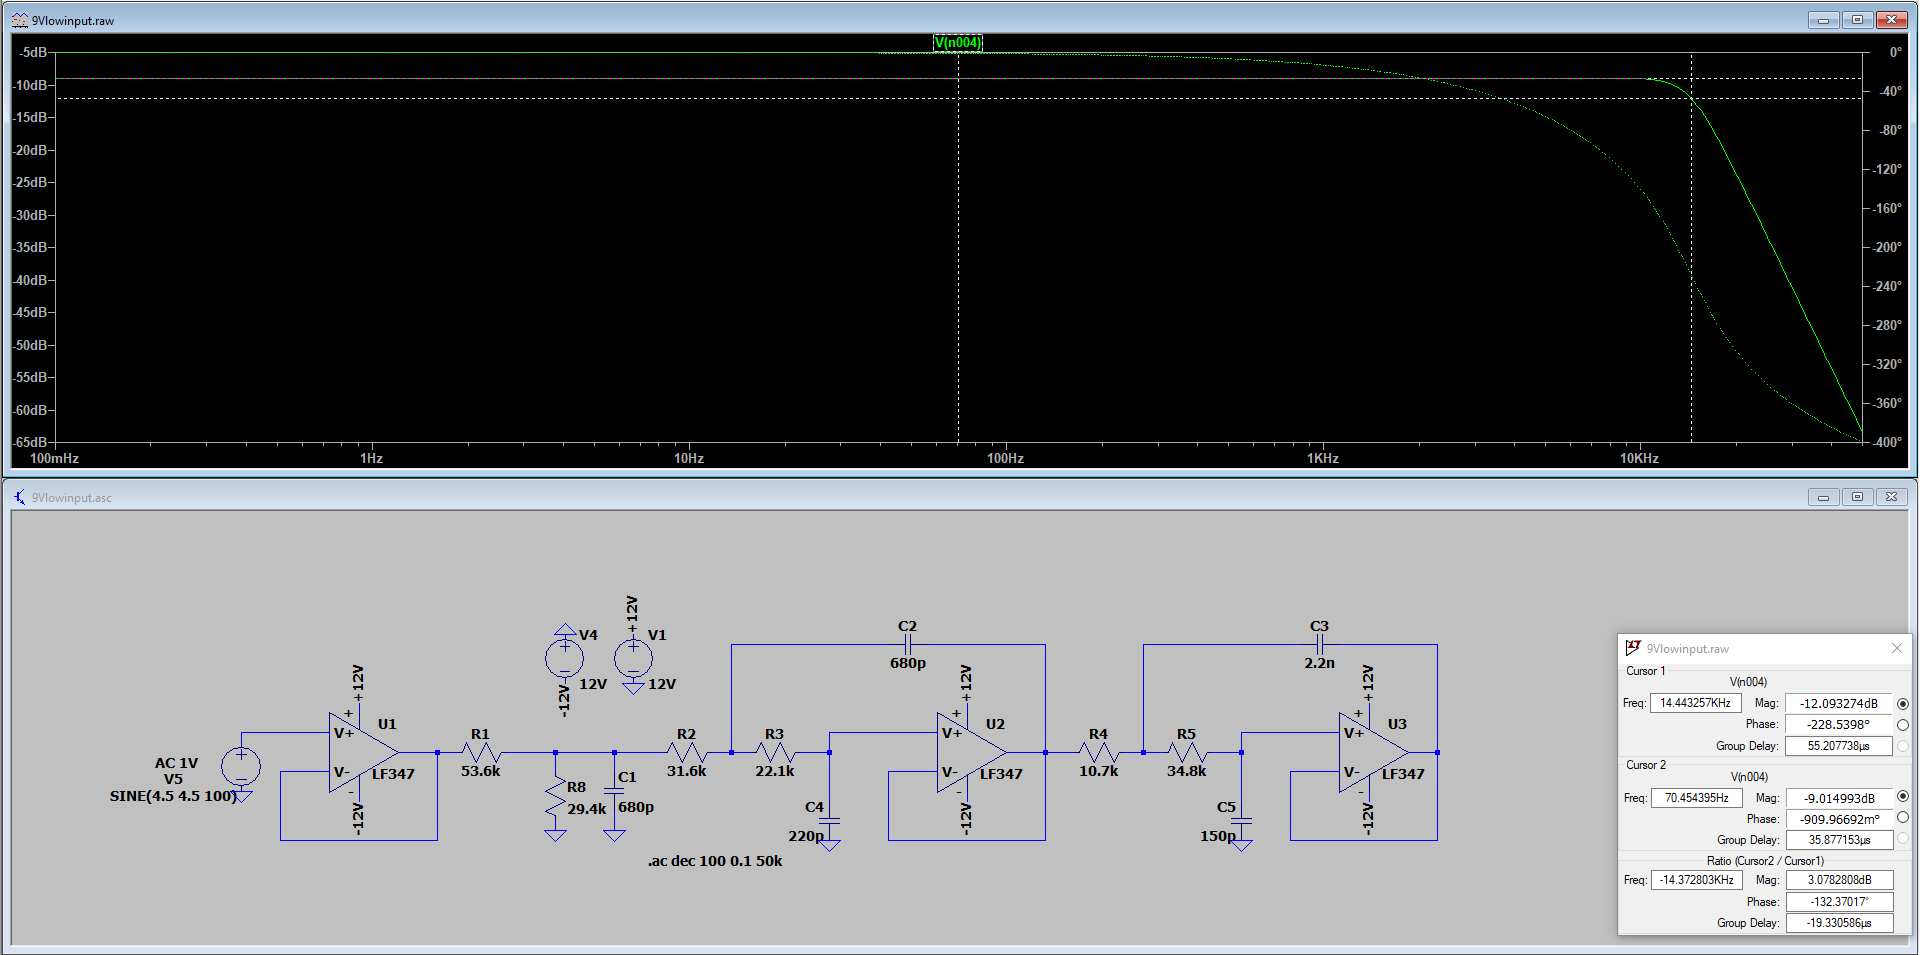 9Vlowinput.raw
V(n004)
-5dB
-10dB
-15dB
-20dB
-25dB
-30dB
-35dB
-40dB
-45dB
-50dB
-55dB
-60dB
-65dB
0°
-40°
-80°
-120°
-160°
-200°
-240°
-280°
-320°
-360°
-400°
100mHz 1Hz 10Hz 100Hz 1KHz 10KHz
9Vlowinput.asc
AC 1V
V5
SINE(4.5 4.5 100)
+12V
+
V+
U1
V-
LF347
-
-12V
R1
53.6k
V4
12V
-12V
+12V
V1
12V
R8
29.4k
C1
680p
R2
31.6k
R3
22.1k
C2
680p
C4
220p
+12V
+
V+
U2
V-
LF347
-
-12V
R4
10.7k
R5
34.8k
C3
2.2n
C5
150p
+12V
+
V+
U3
V-
LF347
-
-12V
.ac dec 100 0.1 50k
9Vlowinput.raw
Cursor 1
V(n004)
Freq: 14.443257KHz Mag: -12.093274dB
Phase: -228.5398°
Group Delay: 55.207738µs
Cursor 2
V(n004)
Freq: 70.454395Hz Mag: -9.014993dB
Phase: -909.96692m°
Group Delay: 35.877153µs
Ratio (Cursor2 / Cursor1)
Freq: -14.372803KHz Mag: 3.0782808dB
Phase: -132.37017°
Group Delay: -19.330586µs